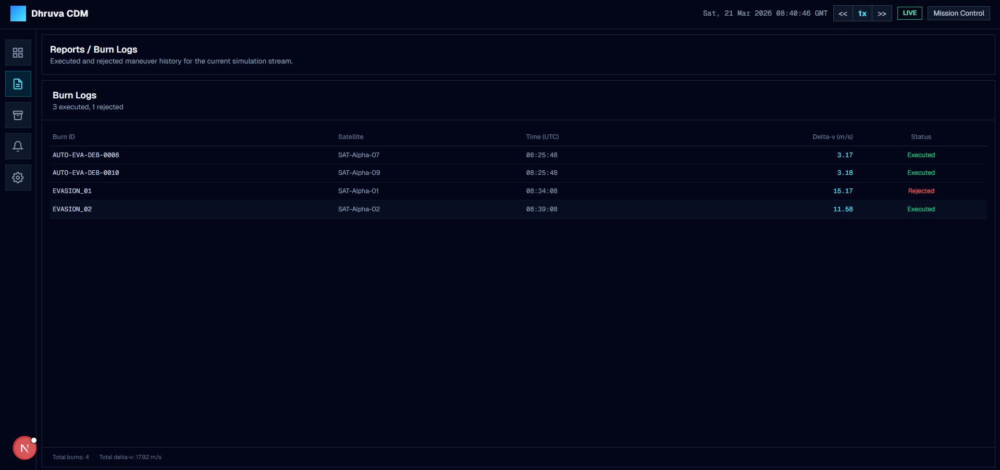 Dhruva CDM
Sat, 21 Mar 2026 08:40:46 GMT << 1x >> LIVE Mission Control
Reports / Burn Logs
Executed and rejected maneuver history for the current simulation stream.
Burn Logs
3 executed, 1 rejected
Burn ID Satellite Time (UTC) Delta-v (m/s) Status
AUTO-EVA-DEB-0008 SAT-Alpha-07 08:25:48 3.17 Executed
AUTO-EVA-DEB-0010 SAT-Alpha-09 08:25:48 3.18 Executed
EVASION_01 SAT-Alpha-01 08:34:08 15.17 Rejected
EVASION_02 SAT-Alpha-02 08:39:08 11.58 Executed
N
Total burns: 4 Total delta-v: 17.92 m/s